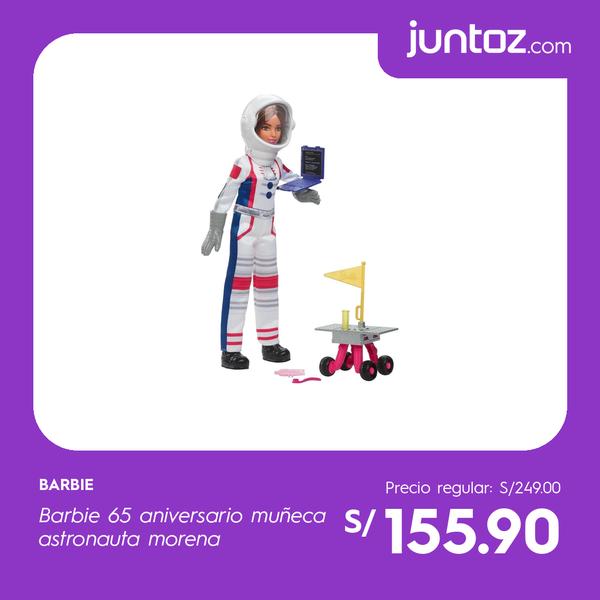 juntoz.com
BARBIE
Barbie 65 aniversario muñeca
astronauta morena
Precio regular: S/249.00
S/155.90